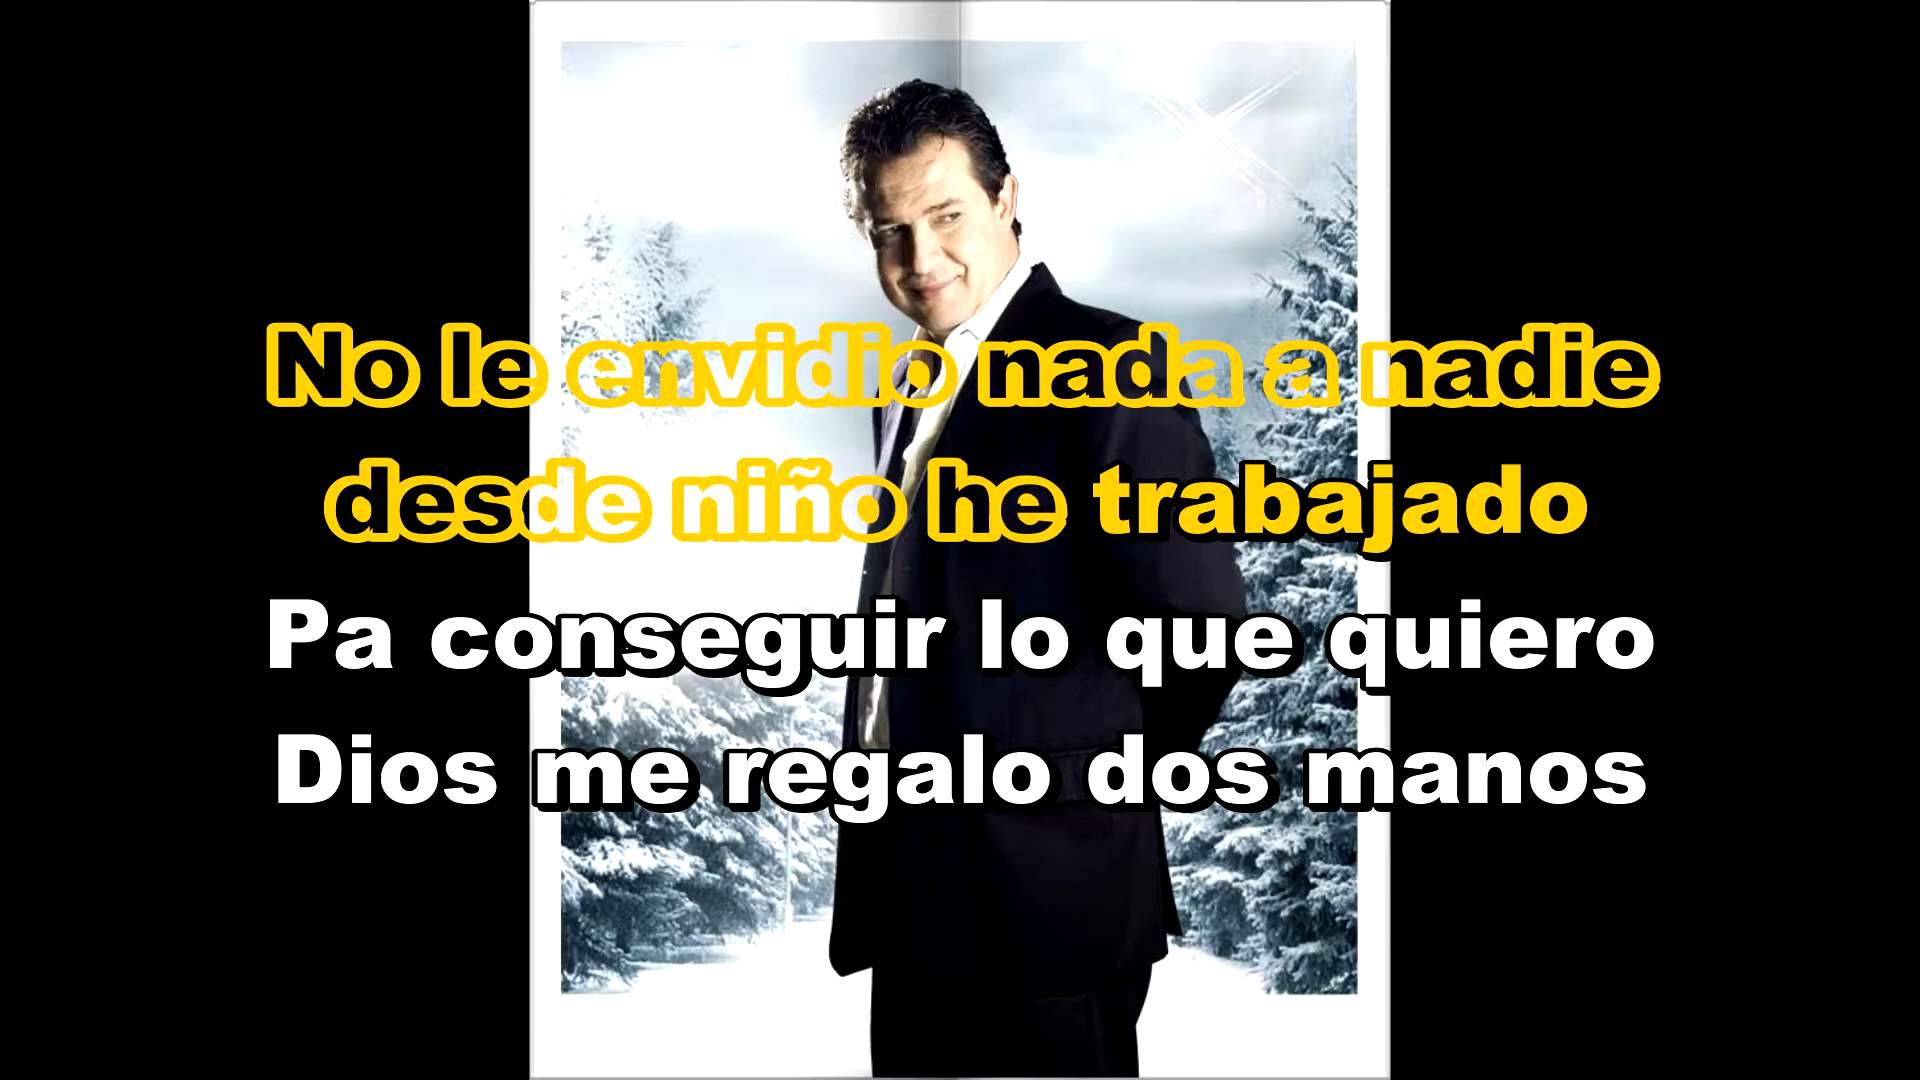 No le envidio nada a nadie
desde niño he trabajado
Pa conseguir lo que quiero
Dios me regalo dos manos